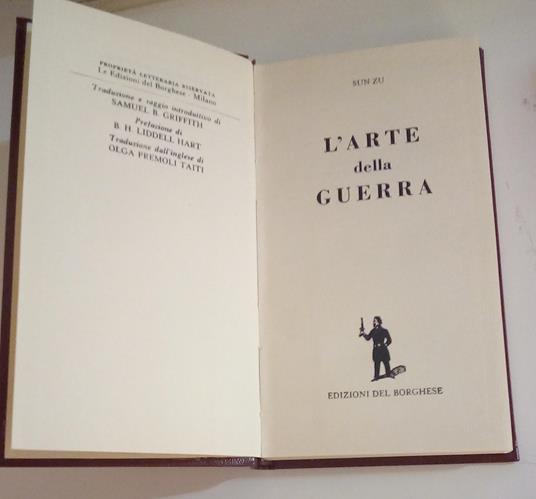 PROPRIETÀ LETTERARIA RISERVATA
Le Edizioni del Borghese - Milano
Traduzione e saggio introduttivo di
SAMUEL B. GRIFFITH
Prefazione di
B. H. LIDDELL HART
Traduzione dall'inglese di
OLGA PREMOLI TAITI
SUN ZU
L'ARTE
della
GUERRA
EDIZIONI DEL BORGHESE